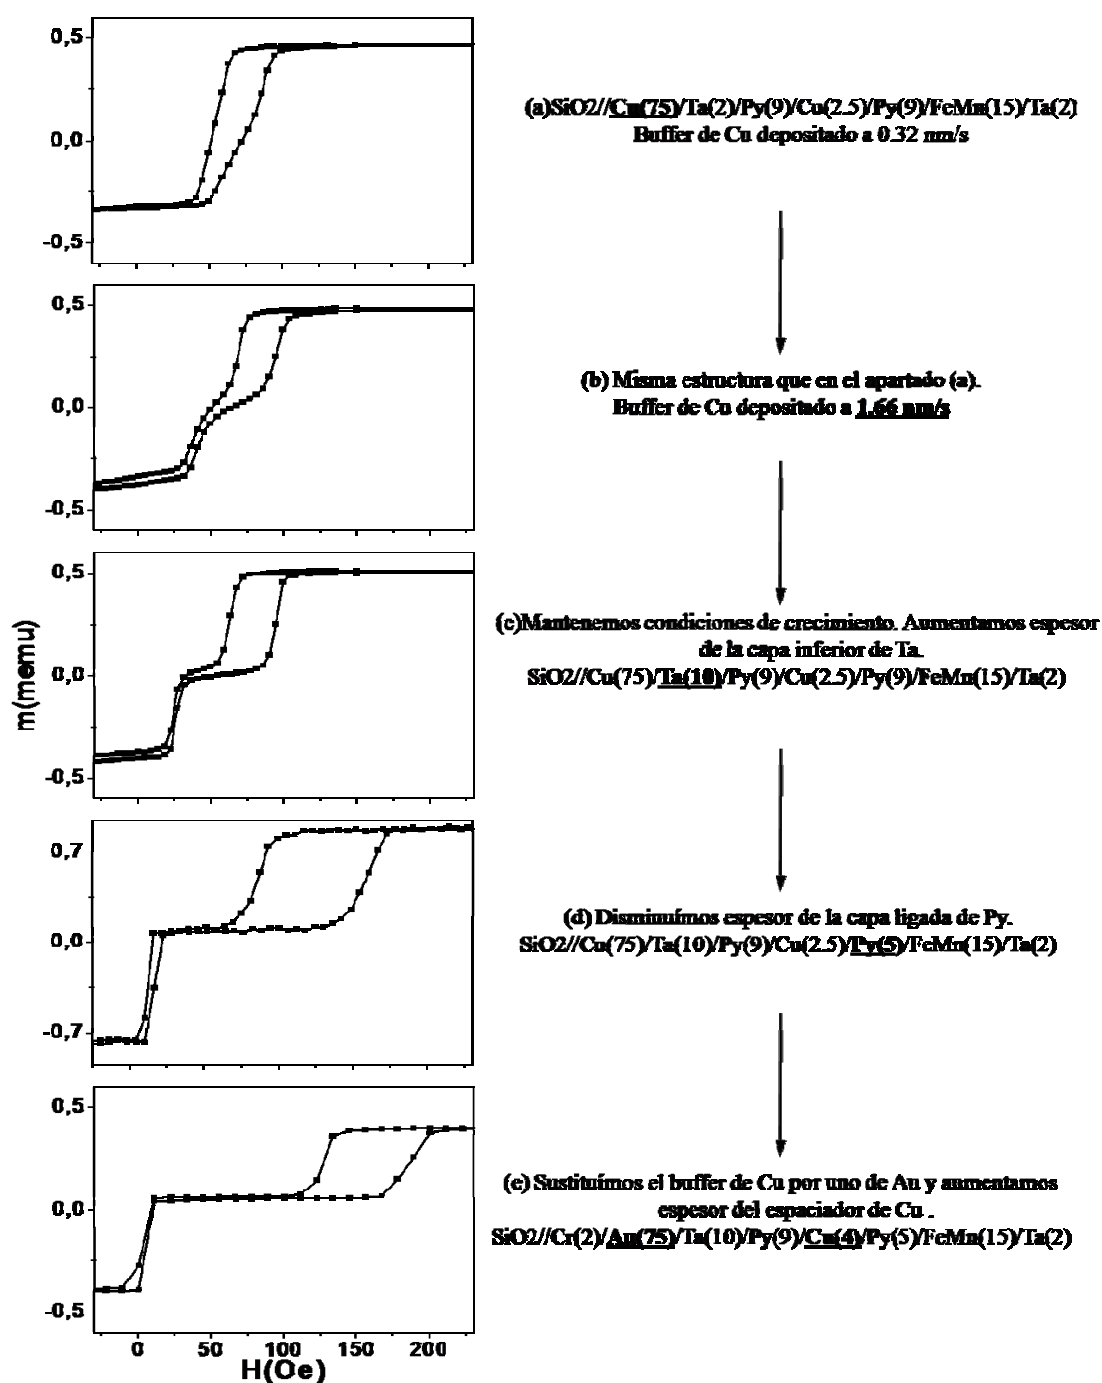 0,5
0,0
-0,5
(a)SiO2//Cu(75)/Ta(2)/Py(9)/Cu(2.5)/Py(9)/FeMn(15)/Ta(2)
Buffer de Cu depositado a 0.32 nm/s
0,5
0,0
-0,5
(b) Misma estructura que en el apartado (a).
Buffer de Cu depositado a 1.66 nm/s
m(memu)
0,5
0,0
-0,5
(c)Mantenemos condiciones de crecimiento. Aumentamos espesor
de la capa inferior de Ta.
SiO2//Cu(75)/Ta(10)/Py(9)/Cu(2.5)/Py(9)/FeMn(15)/Ta(2)
0,7
0,0
-0,7
(d) Disminuímos espesor de la capa ligada de Py.
SiO2//Cu(75)/Ta(10)/Py(9)/Cu(2.5)/Py(5)/FeMn(15)/Ta(2)
0,5
0,0
-0,5
(e) Sustituímos el buffer de Cu por uno de Au y aumentamos
espesor del espaciador de Cu .
SiO2//Cr(2)/Au(75)/Ta(10)/Py(9)/Cu(4)/Py(5)/FeMn(15)/Ta(2)
0 50 100 150 200
H(Oe)